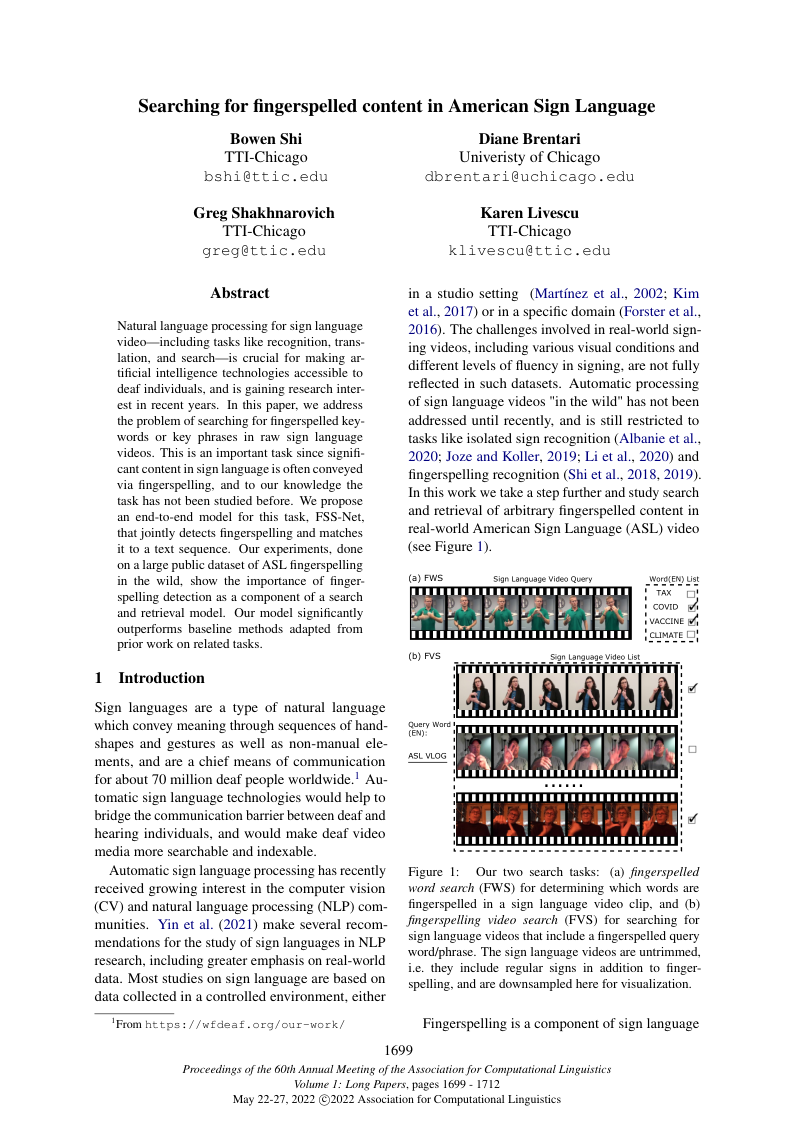 Searching for fingerspelled content in American Sign Language
Bowen Shi
TTI-Chicago
bshi@ttic.edu
Diane Brentari
Univeristy of Chicago
dbrentari@uchicago.edu
Greg Shakhnarovich
TTI-Chicago
greg@ttic.edu
Karen Livescu
TTI-Chicago
klivescu@ttic.edu
Abstract
Natural language processing for sign language
video—including tasks like recognition, trans-
lation, and search—is crucial for making ar-
tificial intelligence technologies accessible to
deaf individuals, and is gaining research inter-
est in recent years. In this paper, we address
the problem of searching for fingerspelled key-
words or key phrases in raw sign language
videos. This is an important task since signifi-
cant content in sign language is often conveyed
via fingerspelling, and to our knowledge the
task has not been studied before. We propose
an end-to-end model for this task, FSS-Net,
that jointly detects fingerspelling and matches
it to a text sequence. Our experiments, done
on a large public dataset of ASL fingerspelling
in the wild, show the importance of finger-
spelling detection as a component of a search
and retrieval model. Our model significantly
outperforms baseline methods adapted from
prior work on related tasks.
1 Introduction
Sign languages are a type of natural language
which convey meaning through sequences of hand-
shapes and gestures as well as non-manual ele-
ments, and are a chief means of communication
for about 70 million deaf people worldwide.1 Au-
tomatic sign language technologies would help to
bridge the communication barrier between deaf and
hearing individuals, and would make deaf video
media more searchable and indexable.
Automatic sign language processing has recently
received growing interest in the computer vision
(CV) and natural language processing (NLP) com-
munities. Yin et al. (2021) make several recom-
mendations for the study of sign languages in NLP
research, including greater emphasis on real-world
data. Most studies on sign language are based on
data collected in a controlled environment, either
1From https://wfdeaf.org/our-work/
in a studio setting (Martínez et al., 2002; Kim
et al., 2017) or in a specific domain (Forster et al.,
2016). The challenges involved in real-world sign-
ing videos, including various visual conditions and
different levels of fluency in signing, are not fully
reflected in such datasets. Automatic processing
of sign language videos "in the wild" has not been
addressed until recently, and is still restricted to
tasks like isolated sign recognition (Albanie et al.,
2020; Joze and Koller, 2019; Li et al., 2020) and
fingerspelling recognition (Shi et al., 2018, 2019).
In this work we take a step further and study search
and retrieval of arbitrary fingerspelled content in
real-world American Sign Language (ASL) video
(see Figure 1).
(a) FWS
Sign Language Video Query
Word(EN) List
TAX
COVID
VACCINE
CLIMATE
(b) FVS
Sign Language Video List
Query Word
(EN):
ASL VLOG
......
Figure 1: Our two search tasks: (a) fingerspelled
word search (FWS) for determining which words are
fingerspelled in a sign language video clip, and (b)
fingerspelling video search (FVS) for searching for
sign language videos that include a fingerspelled query
word/phrase. The sign language videos are untrimmed,
i.e. they include regular signs in addition to finger-
spelling, and are downsampled here for visualization.
Fingerspelling is a component of sign language
1699
Proceedings of the 60th Annual Meeting of the Association for Computational Linguistics
Volume 1: Long Papers, pages 1699 - 1712
May 22-27, 2022 ©2022 Association for Computational Linguistics